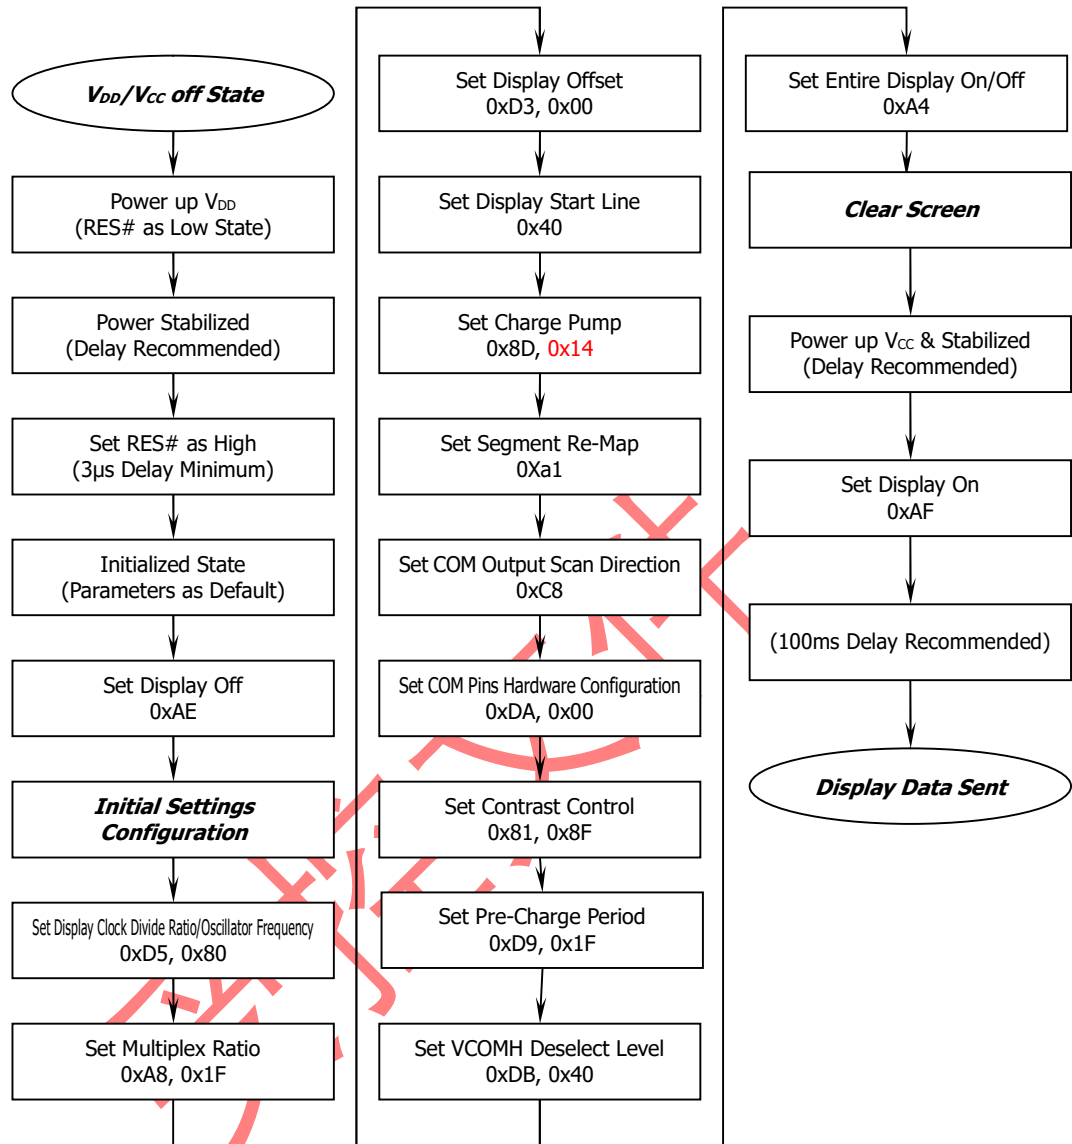 VDD/VCC off State
Power up VDD
(RES# as Low State)
Power Stabilized
(Delay Recommended)
Set RES# as High
(3μs Delay Minimum)
Initialized State
(Parameters as Default)
Set Display Off
0xAE
Initial Settings
Configuration
Set Display Clock Divide Ratio/Oscillator Frequency
0xD5, 0x80
Set Multiplex Ratio
0xA8, 0x1F
Set Display Offset
0xD3, 0x00
Set Display Start Line
0x40
Set Charge Pump
0x8D, 0x14
Set Segment Re-Map
0Xa1
Set COM Output Scan Direction
0xC8
Set COM Pins Hardware Configuration
0xDA, 0x00
Set Contrast Control
0x81, 0x8F
Set Pre-Charge Period
0xD9, 0x1F
Set VCOMH Deselect Level
0xDB, 0x40
Set Entire Display On/Off
0xA4
Clear Screen
Power up VCC & Stabilized
(Delay Recommended)
Set Display On
0xAF
(100ms Delay Recommended)
Display Data Sent